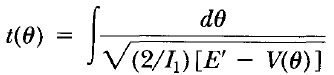 t(θ) = ∫ dθ / √((2/I₁)[E′ − V(θ)])